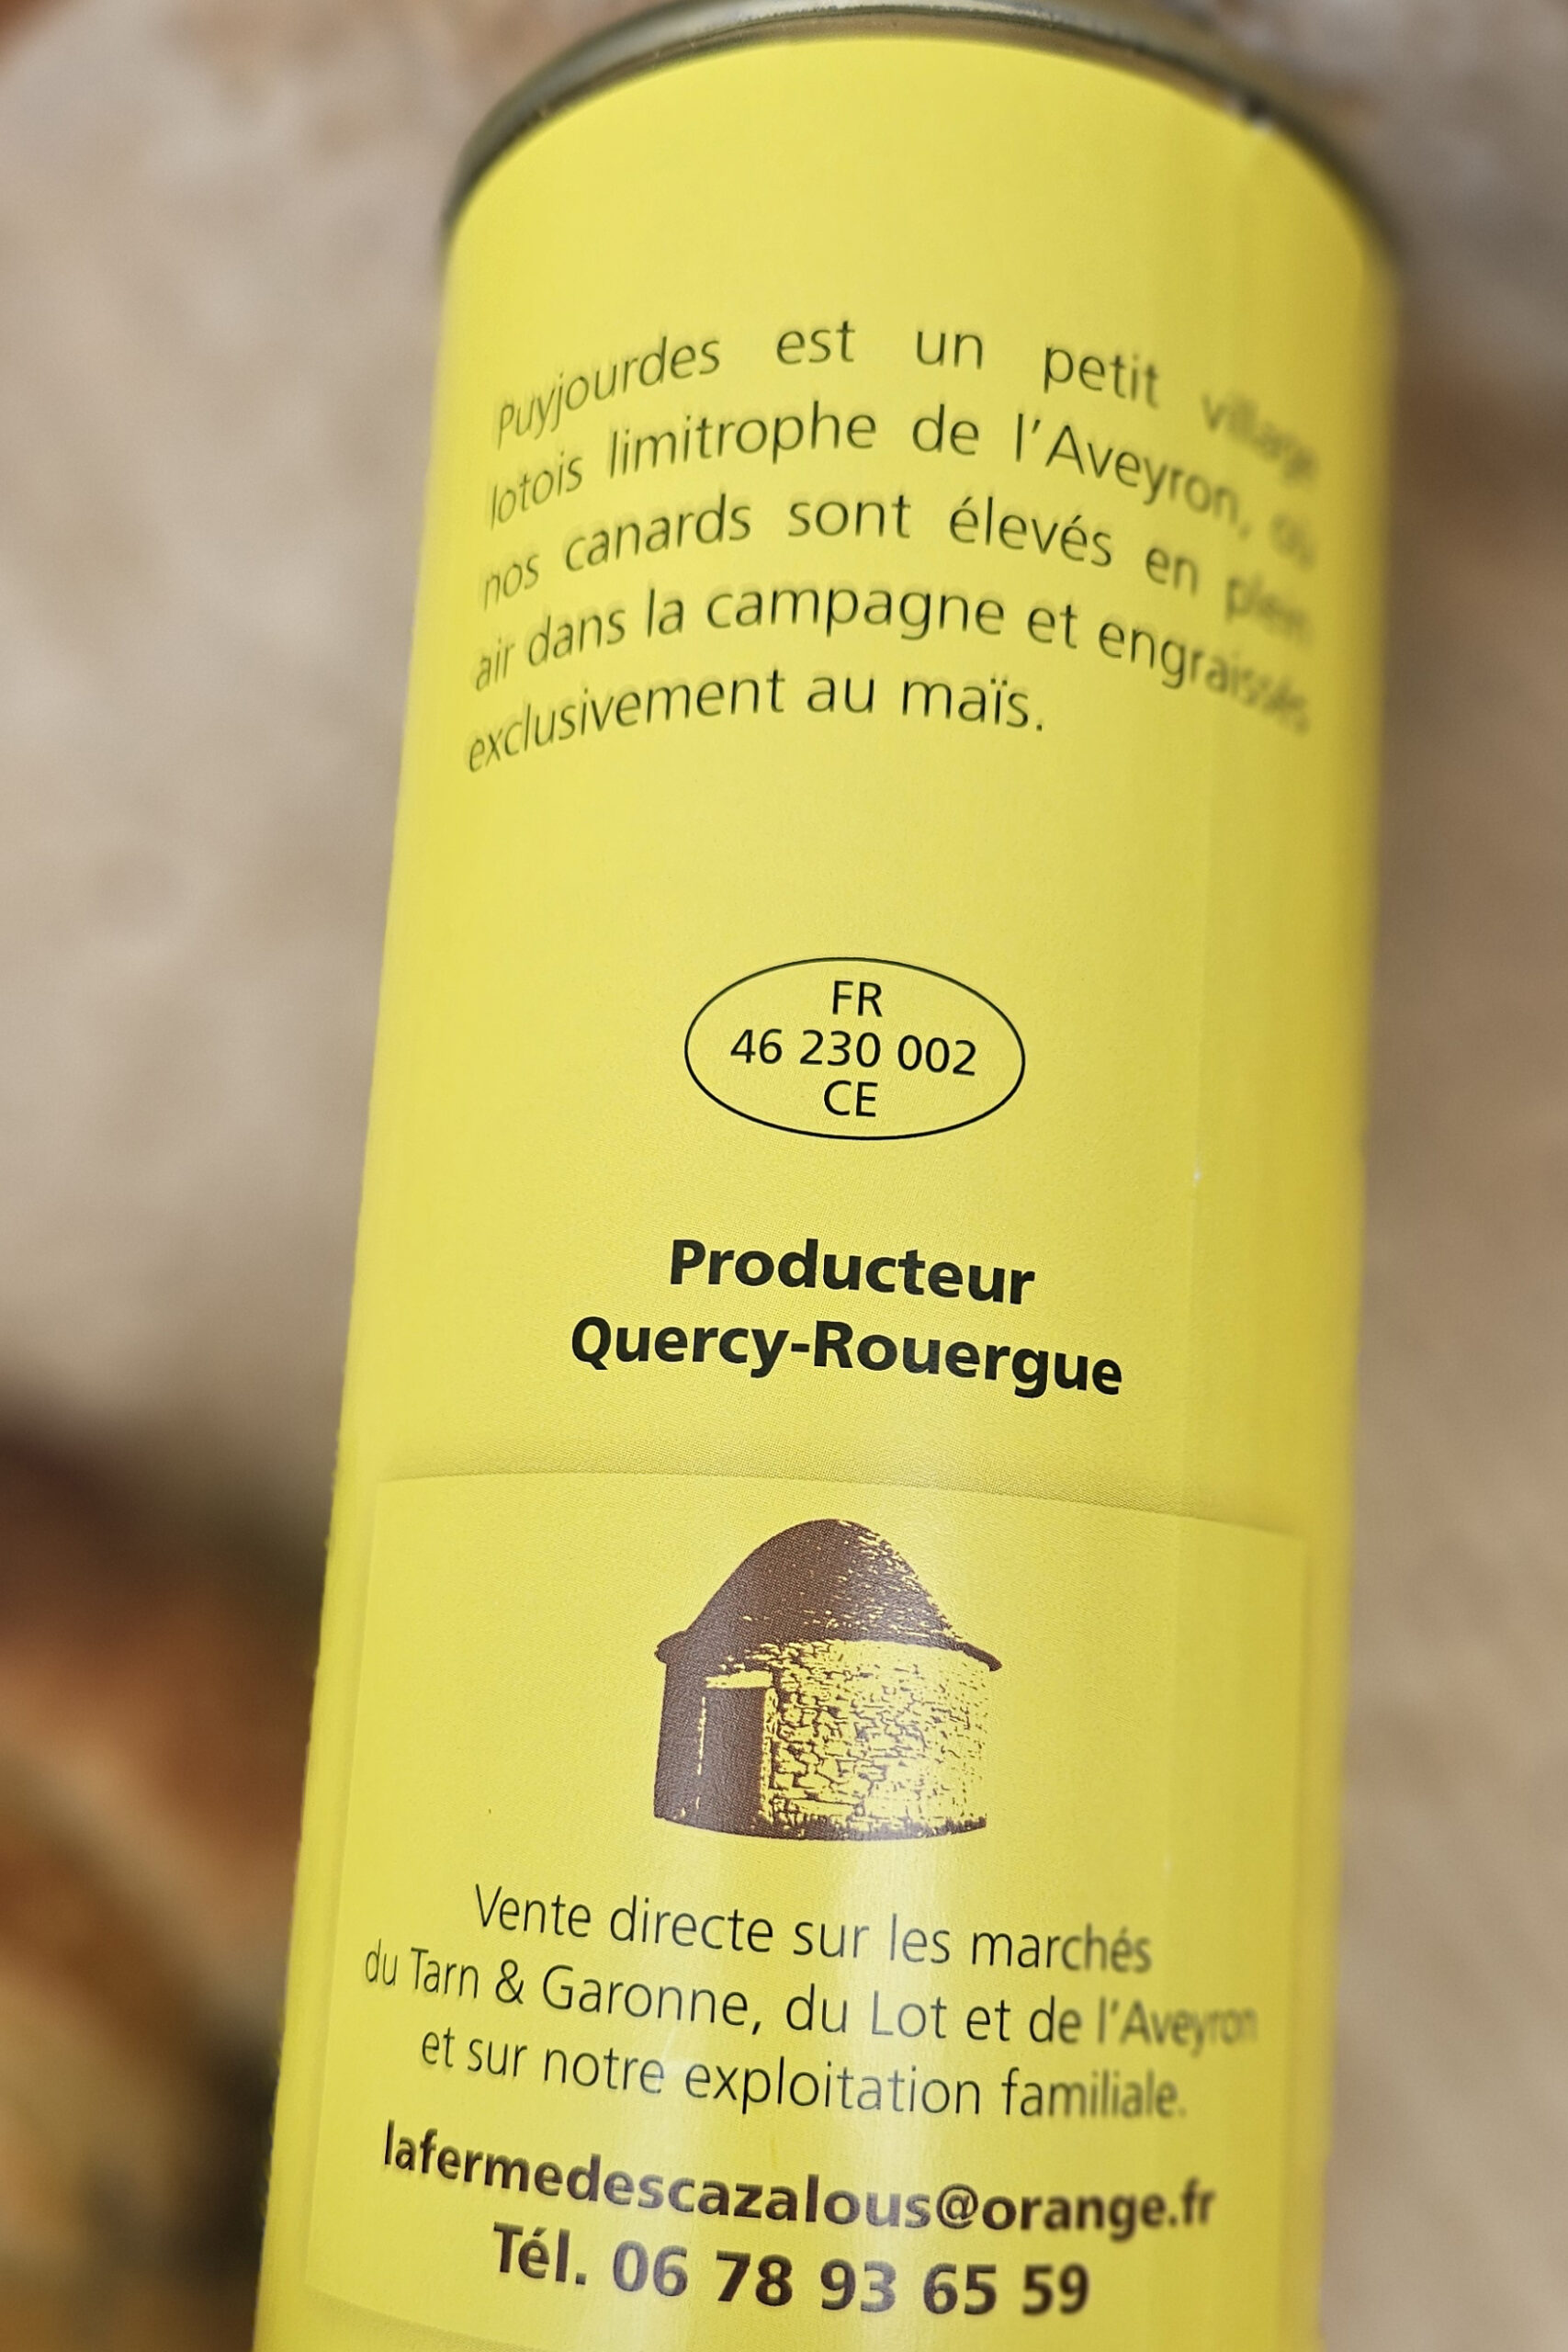 Puyjourdes est un petit village
lotois limitrophe de l'Aveyron, où
nos canards sont élevés en plein
air dans la campagne et engraissés
exclusivement au maïs.
FR
46 230 002
CE
Producteur
Quercy-Rouergue
Vente directe sur les marchés
du Tarn & Garonne, du Lot et de l'Aveyron
et sur notre exploitation familiale.
lafermedescazalous@orange.fr
Tél. 06 78 93 65 59